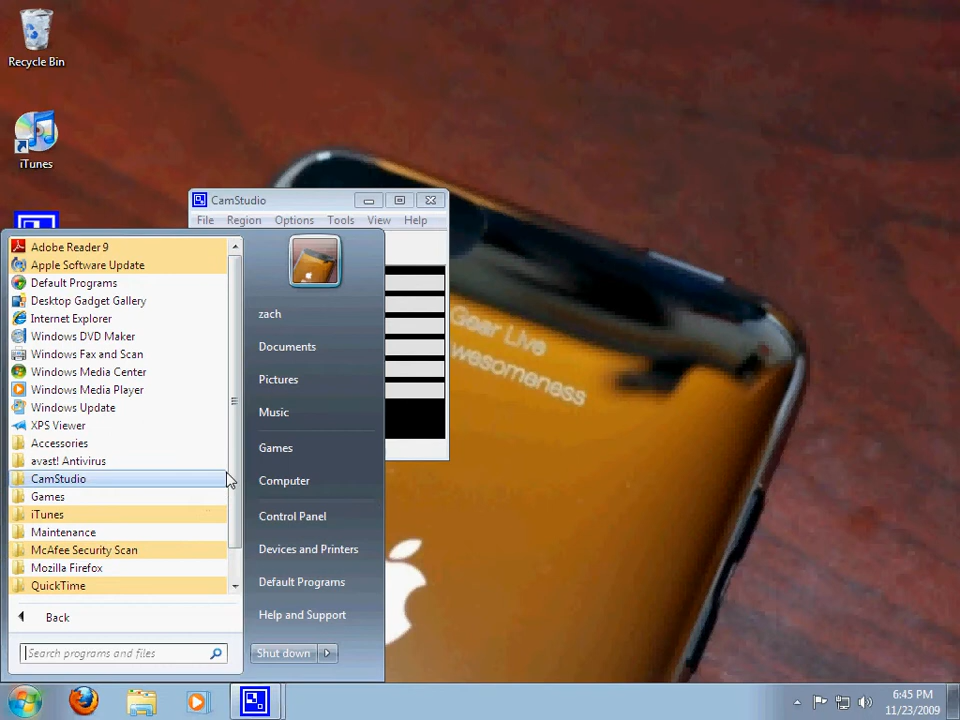 Recycle Bin
iTunes
CamStudio
File Region Options Tools View Help
Adobe Reader 9
Apple Software Update
Default Programs
Desktop Gadget Gallery
Internet Explorer
Windows DVD Maker
Windows Fax and Scan
Windows Media Center
Windows Media Player
Windows Update
XPS Viewer
Accessories
avast! Antivirus
CamStudio
Games
iTunes
Maintenance
McAfee Security Scan
Mozilla Firefox
QuickTime
Back
Search programs and files
zach
Documents
Pictures
Music
Games
Computer
Control Panel
Devices and Printers
Default Programs
Help and Support
Shut down
Gear Live
wesomeness
6:45 PM
11/23/2009